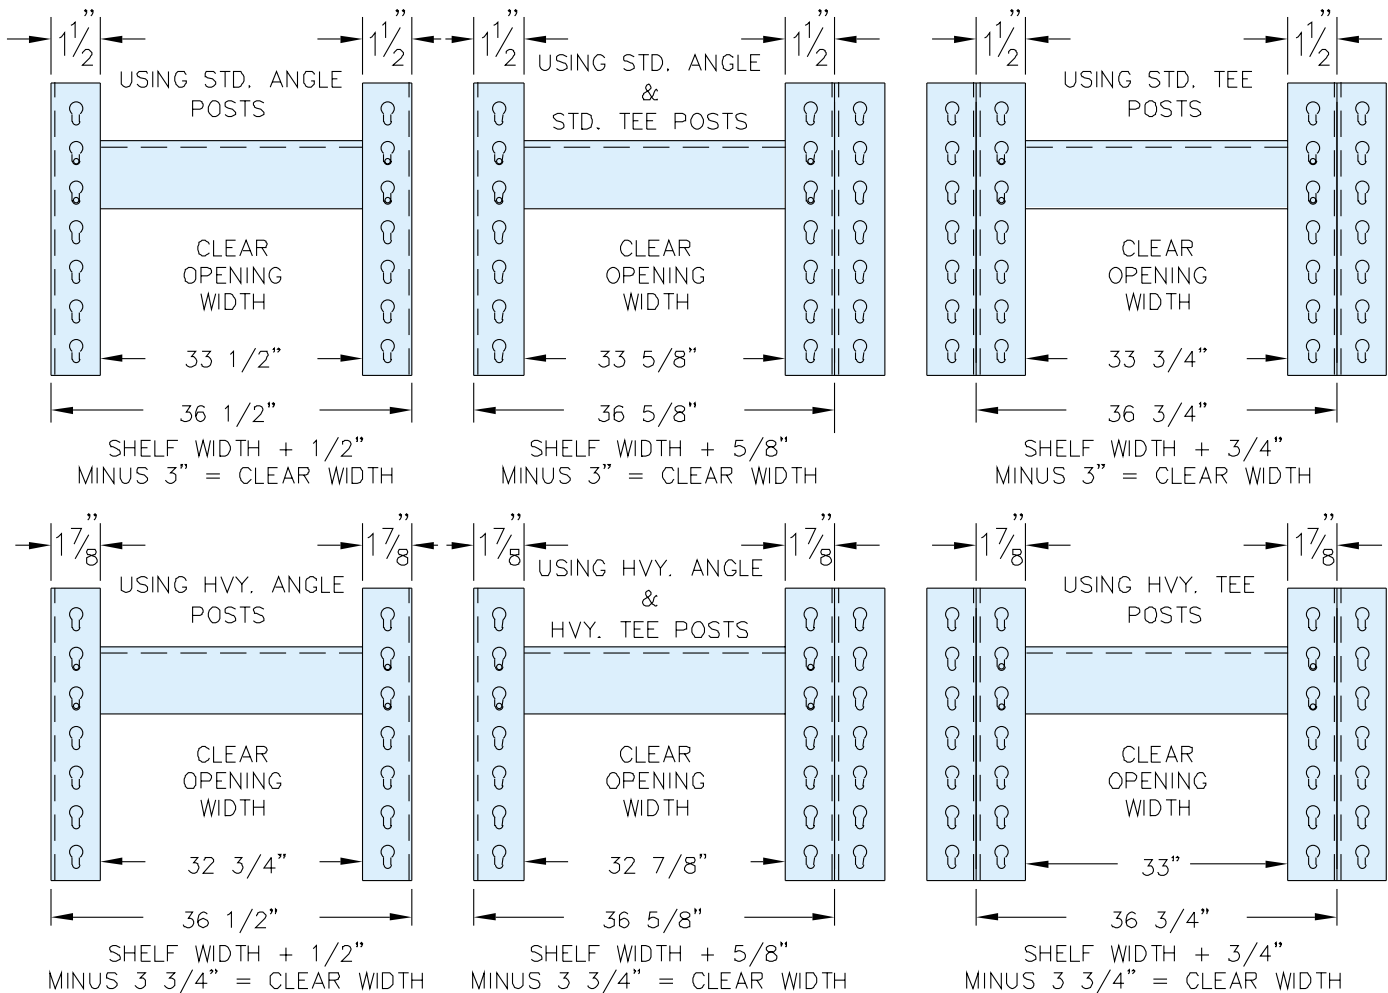 1 1/2"
1 1/2"
USING STD. ANGLE
POSTS
CLEAR
OPENING
WIDTH
33 1/2"
36 1/2"
SHELF WIDTH + 1/2"
MINUS 3" = CLEAR WIDTH
1 1/2"
1 1/2"
USING STD. ANGLE
&
STD. TEE POSTS
CLEAR
OPENING
WIDTH
33 5/8"
36 5/8"
SHELF WIDTH + 5/8"
MINUS 3" = CLEAR WIDTH
1 1/2"
1 1/2"
USING STD. TEE
POSTS
CLEAR
OPENING
WIDTH
33 3/4"
36 3/4"
SHELF WIDTH + 3/4"
MINUS 3" = CLEAR WIDTH
1 7/8"
1 7/8"
USING HVY. ANGLE
POSTS
CLEAR
OPENING
WIDTH
32 3/4"
36 1/2"
SHELF WIDTH + 1/2"
MINUS 3 3/4" = CLEAR WIDTH
1 7/8"
1 7/8"
USING HVY. ANGLE
&
HVY. TEE POSTS
CLEAR
OPENING
WIDTH
32 7/8"
36 5/8"
SHELF WIDTH + 5/8"
MINUS 3 3/4" = CLEAR WIDTH
1 7/8"
1 7/8"
USING HVY. TEE
POSTS
CLEAR
OPENING
WIDTH
33"
36 3/4"
SHELF WIDTH + 3/4"
MINUS 3 3/4" = CLEAR WIDTH